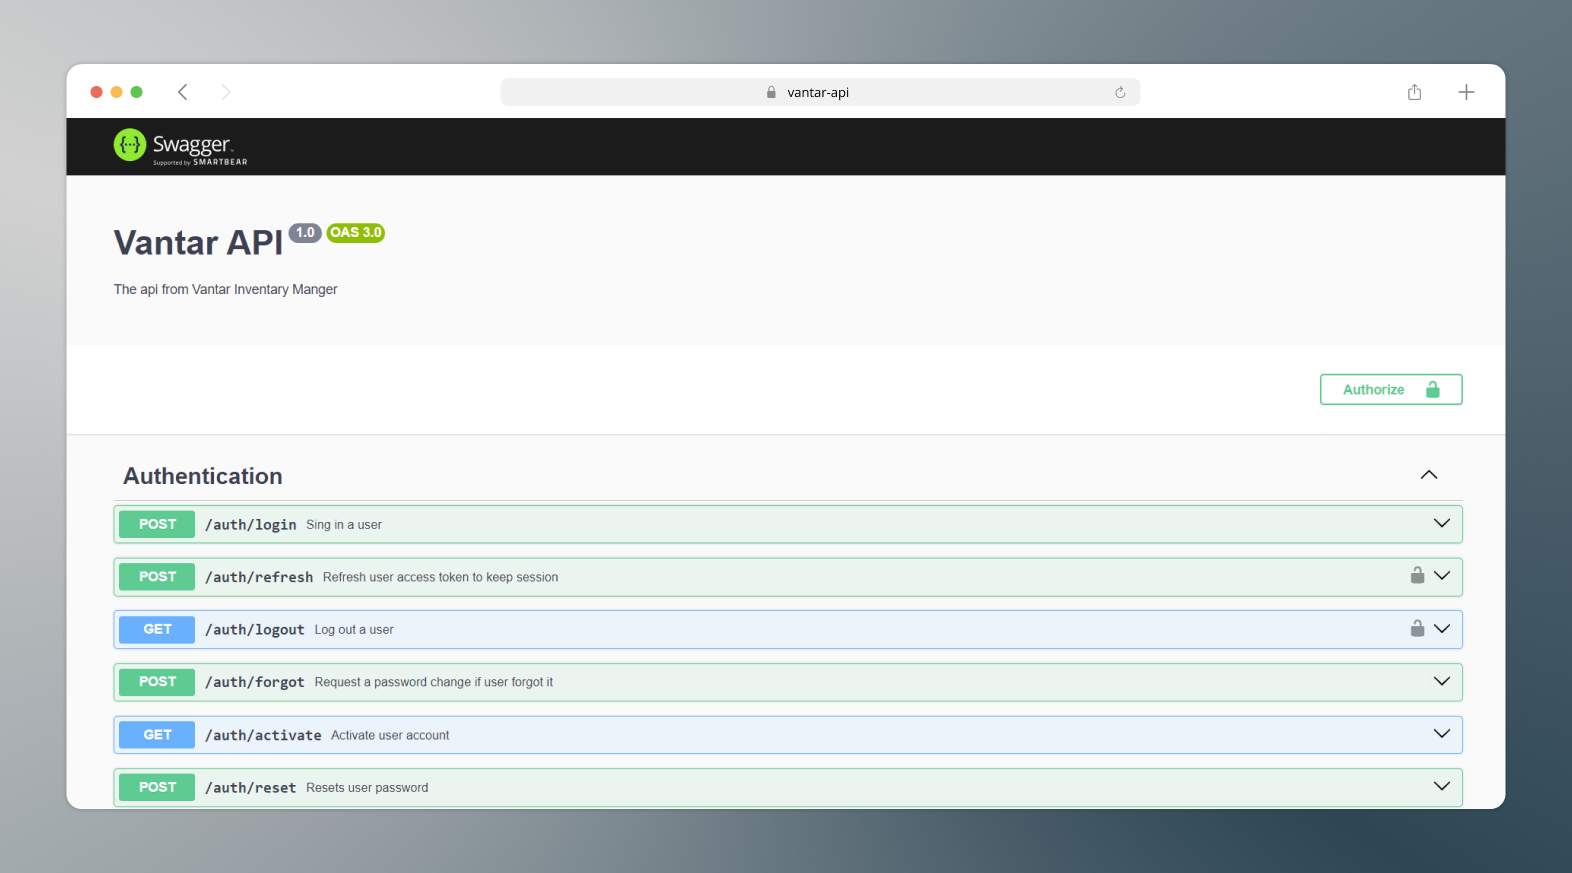 vantar-api
{...} Swagger™
Supported by SMARTBEAR
Vantar API 1.0 OAS 3.0
The api from Vantar Inventary Manger
Authorize
Authentication
POST /auth/login Sing in a user
POST /auth/refresh Refresh user access token to keep session
GET /auth/logout Log out a user
POST /auth/forgot Request a password change if user forgot it
GET /auth/activate Activate user account
POST /auth/reset Resets user password